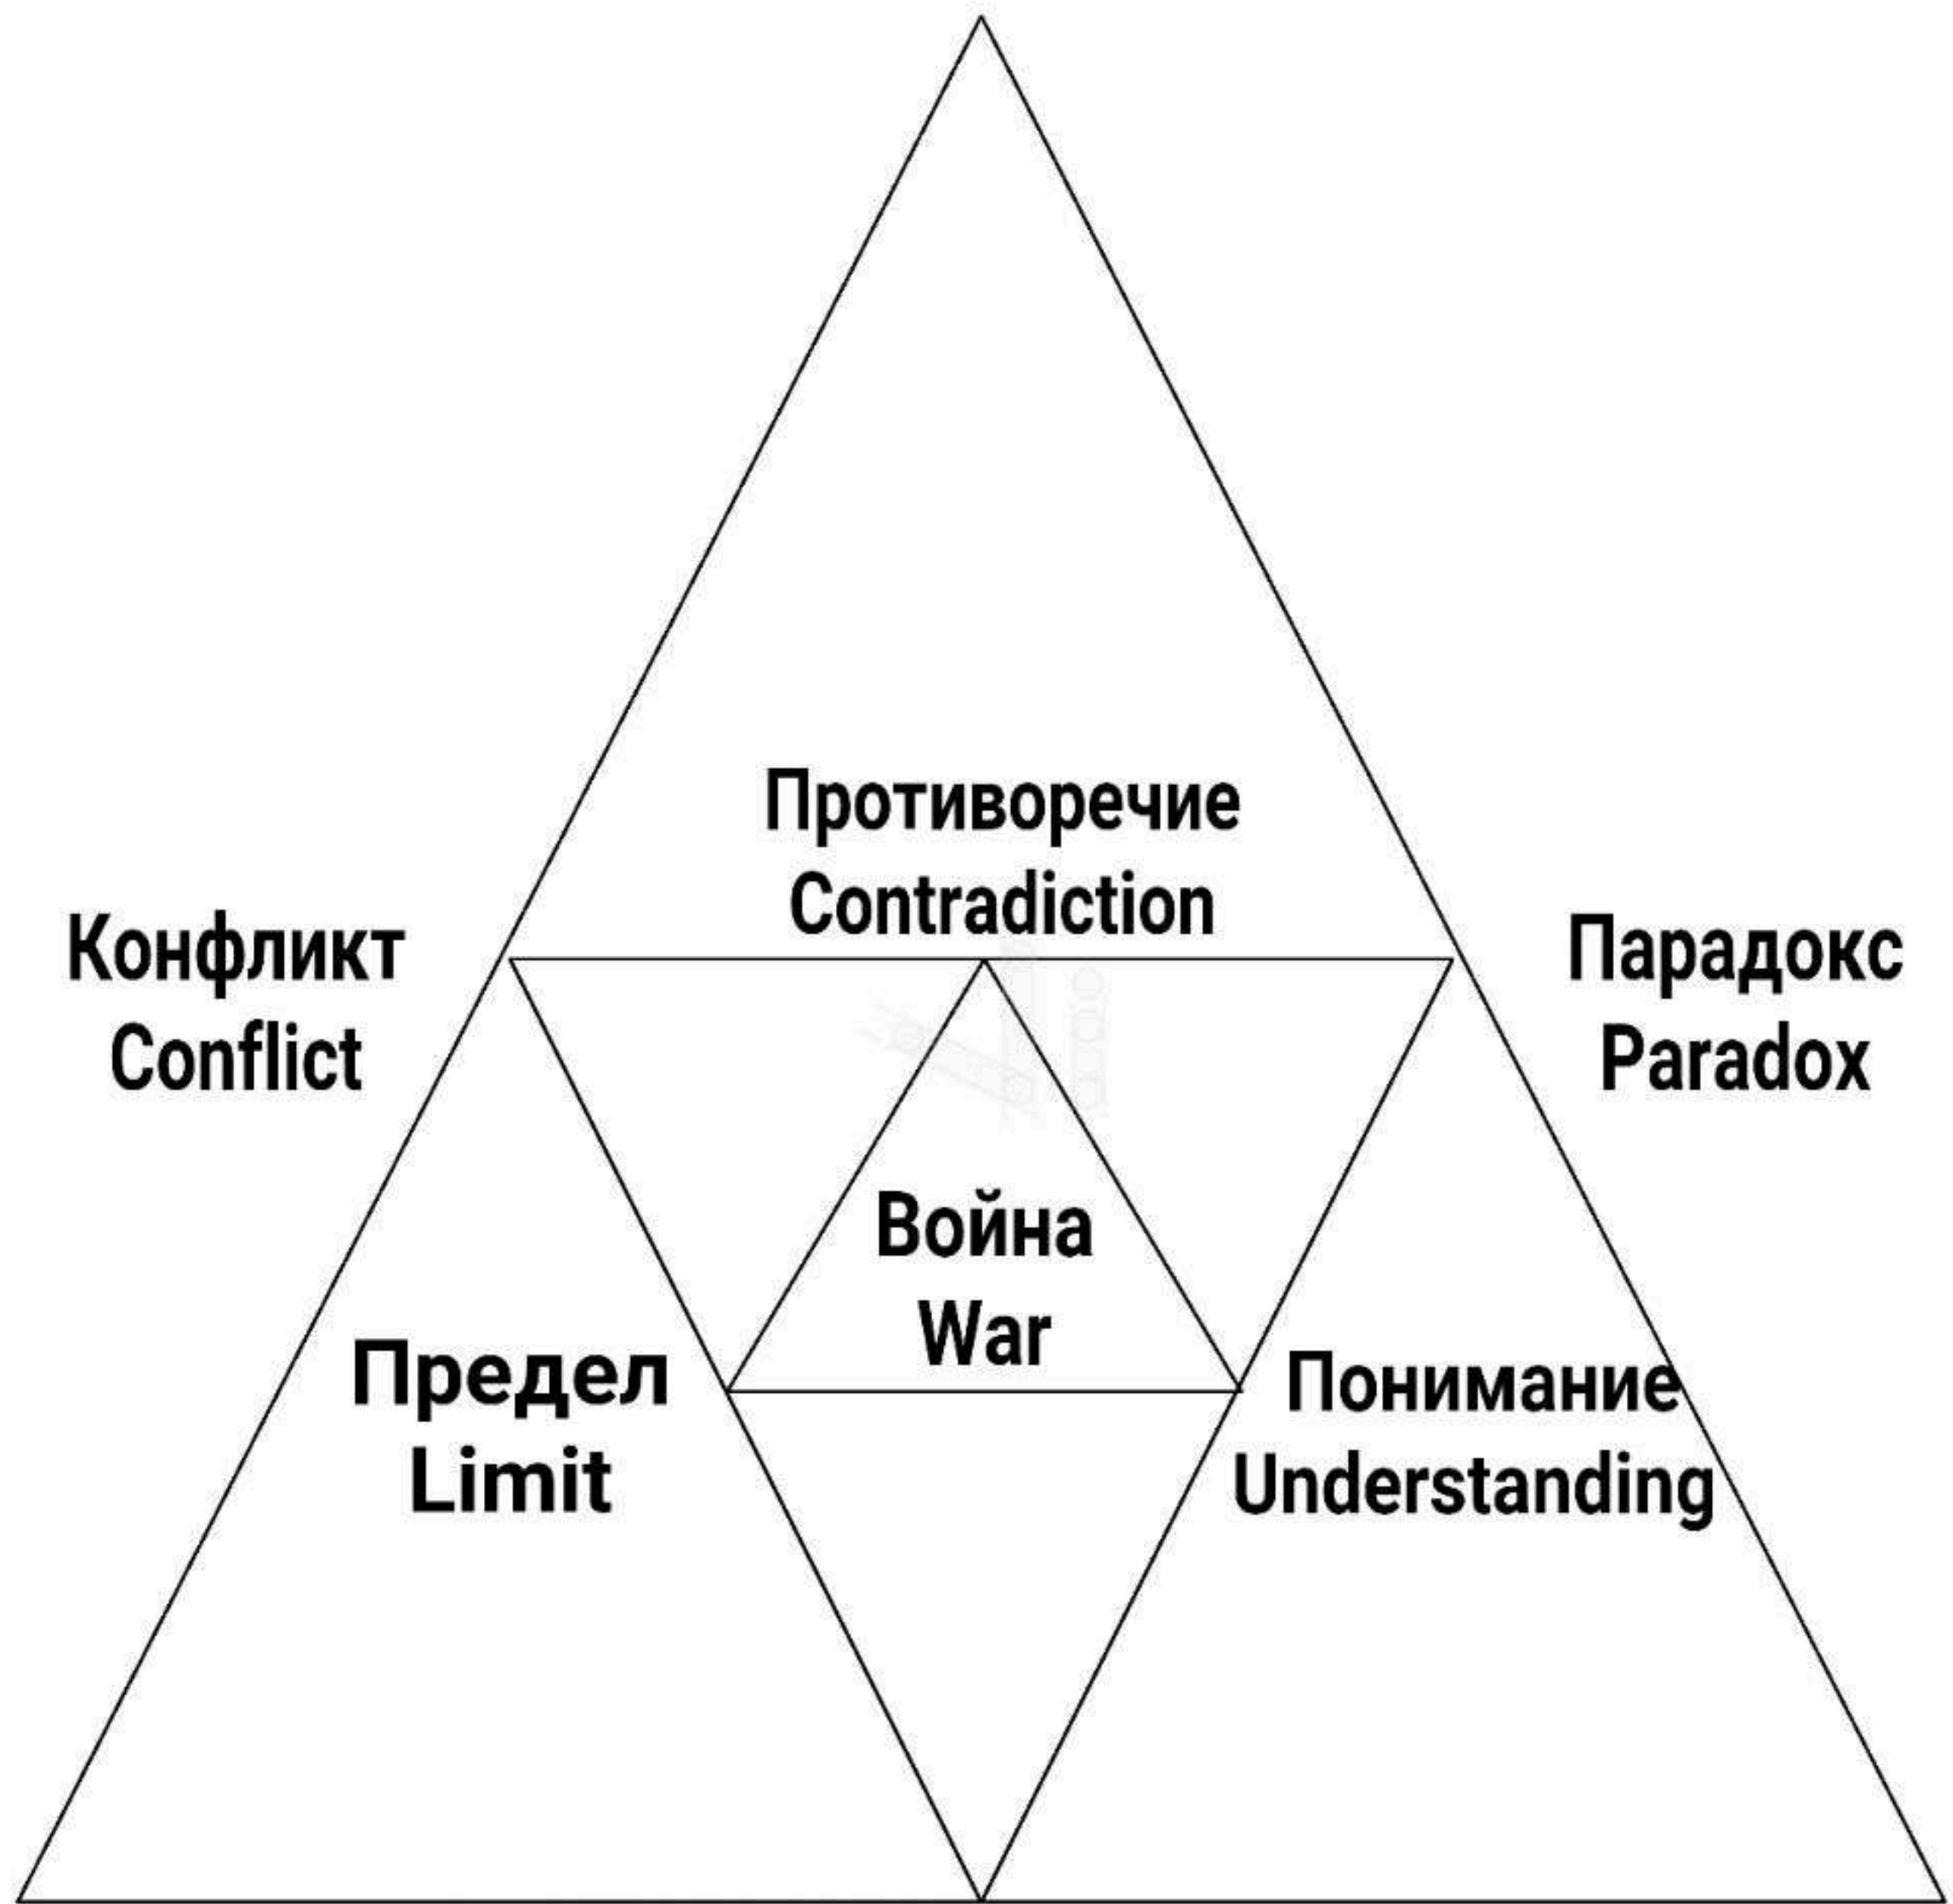 Противоречие
Contradiction
Конфликт
Conflict
Парадокс
Paradox
Война
War
Предел
Limit
Понимание
Understanding